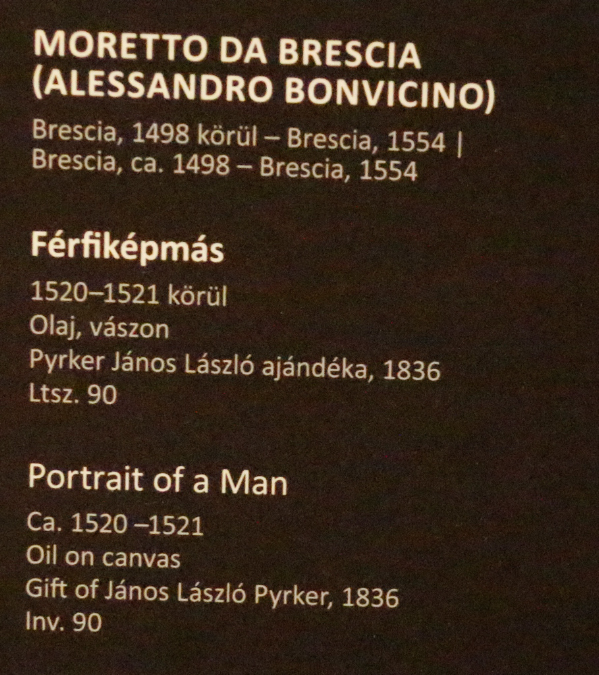 MORETTO DA BRESCIA
(ALESSANDRO BONVICINO)
Brescia, 1498 körül – Brescia, 1554 |
Brescia, ca. 1498 – Brescia, 1554
Férfiképmás
1520–1521 körül
Olaj, vászon
Pyrker János László ajándéka, 1836
Ltsz. 90
Portrait of a Man
Ca. 1520 –1521
Oil on canvas
Gift of János László Pyrker, 1836
Inv. 90